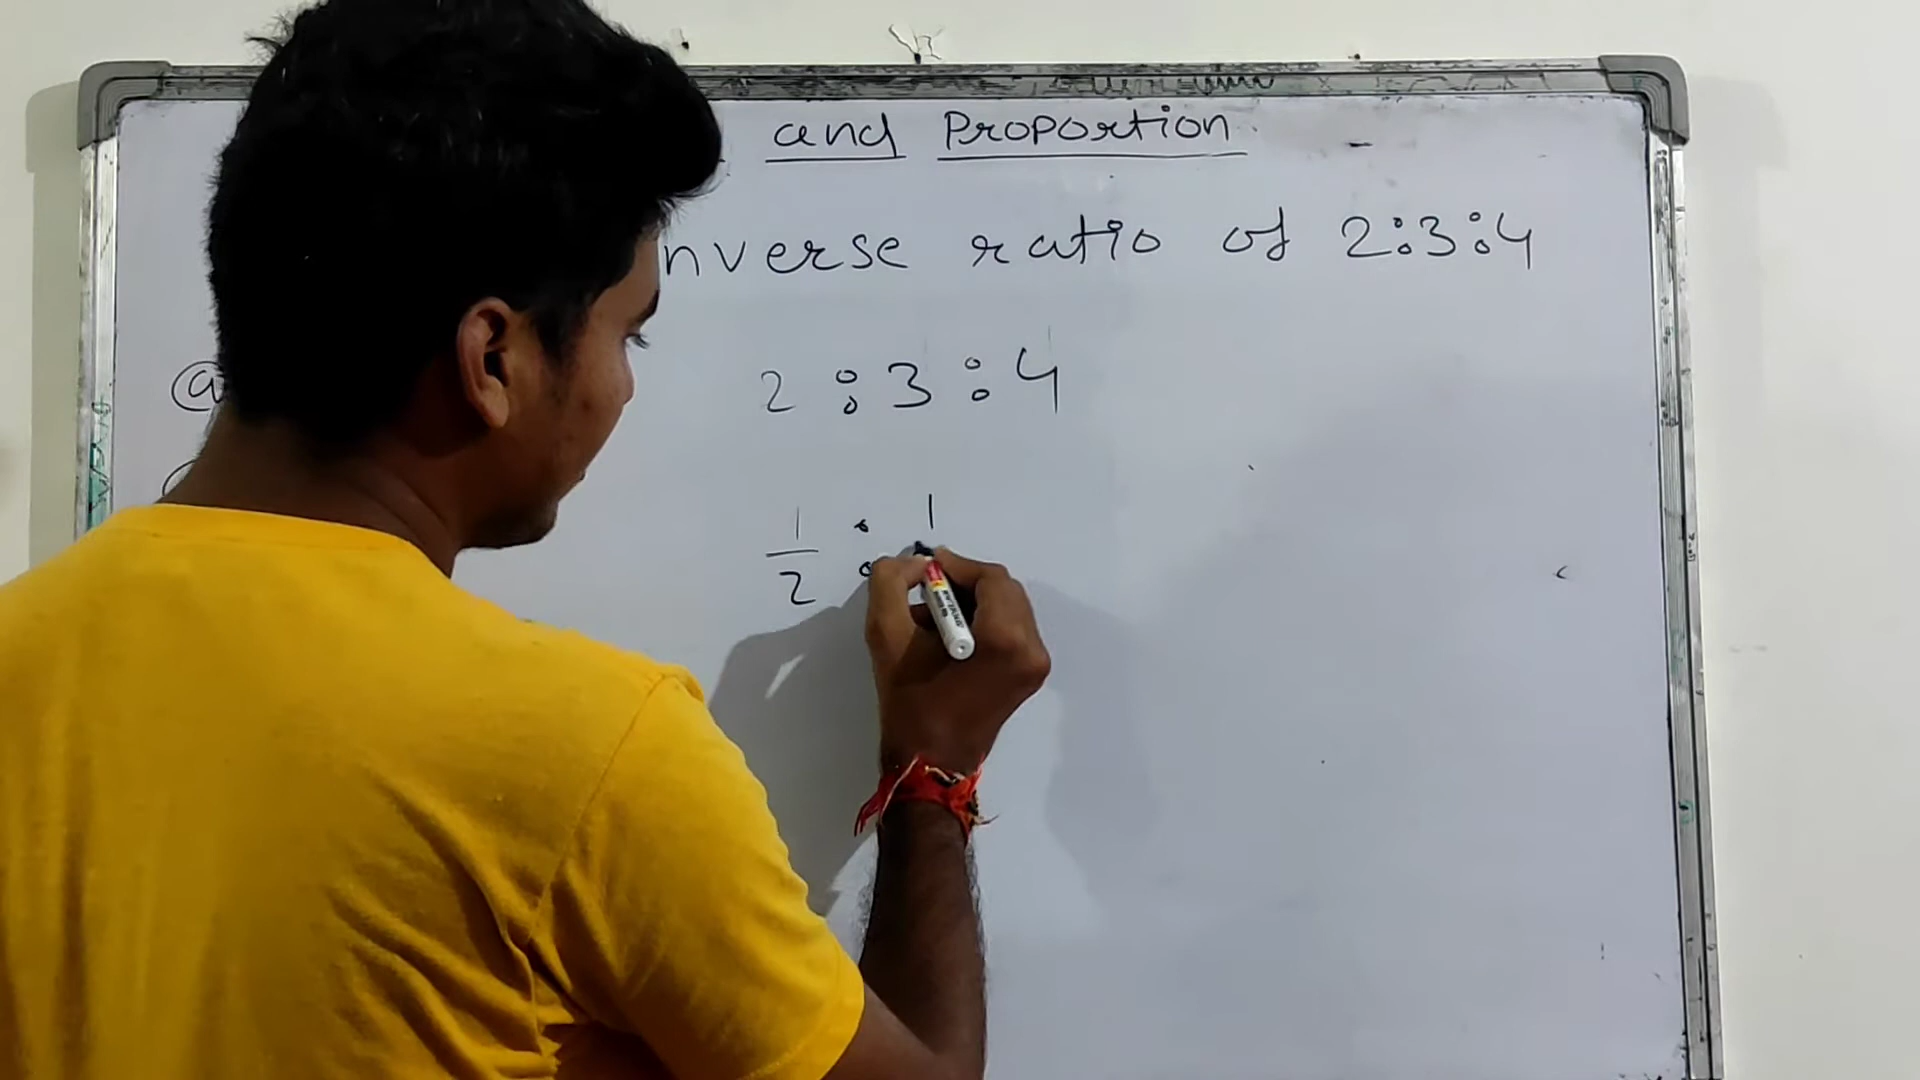 and Proportion
nverse ratio of 2:3:4
(a 2 : 3 : 4
1/2 : 1